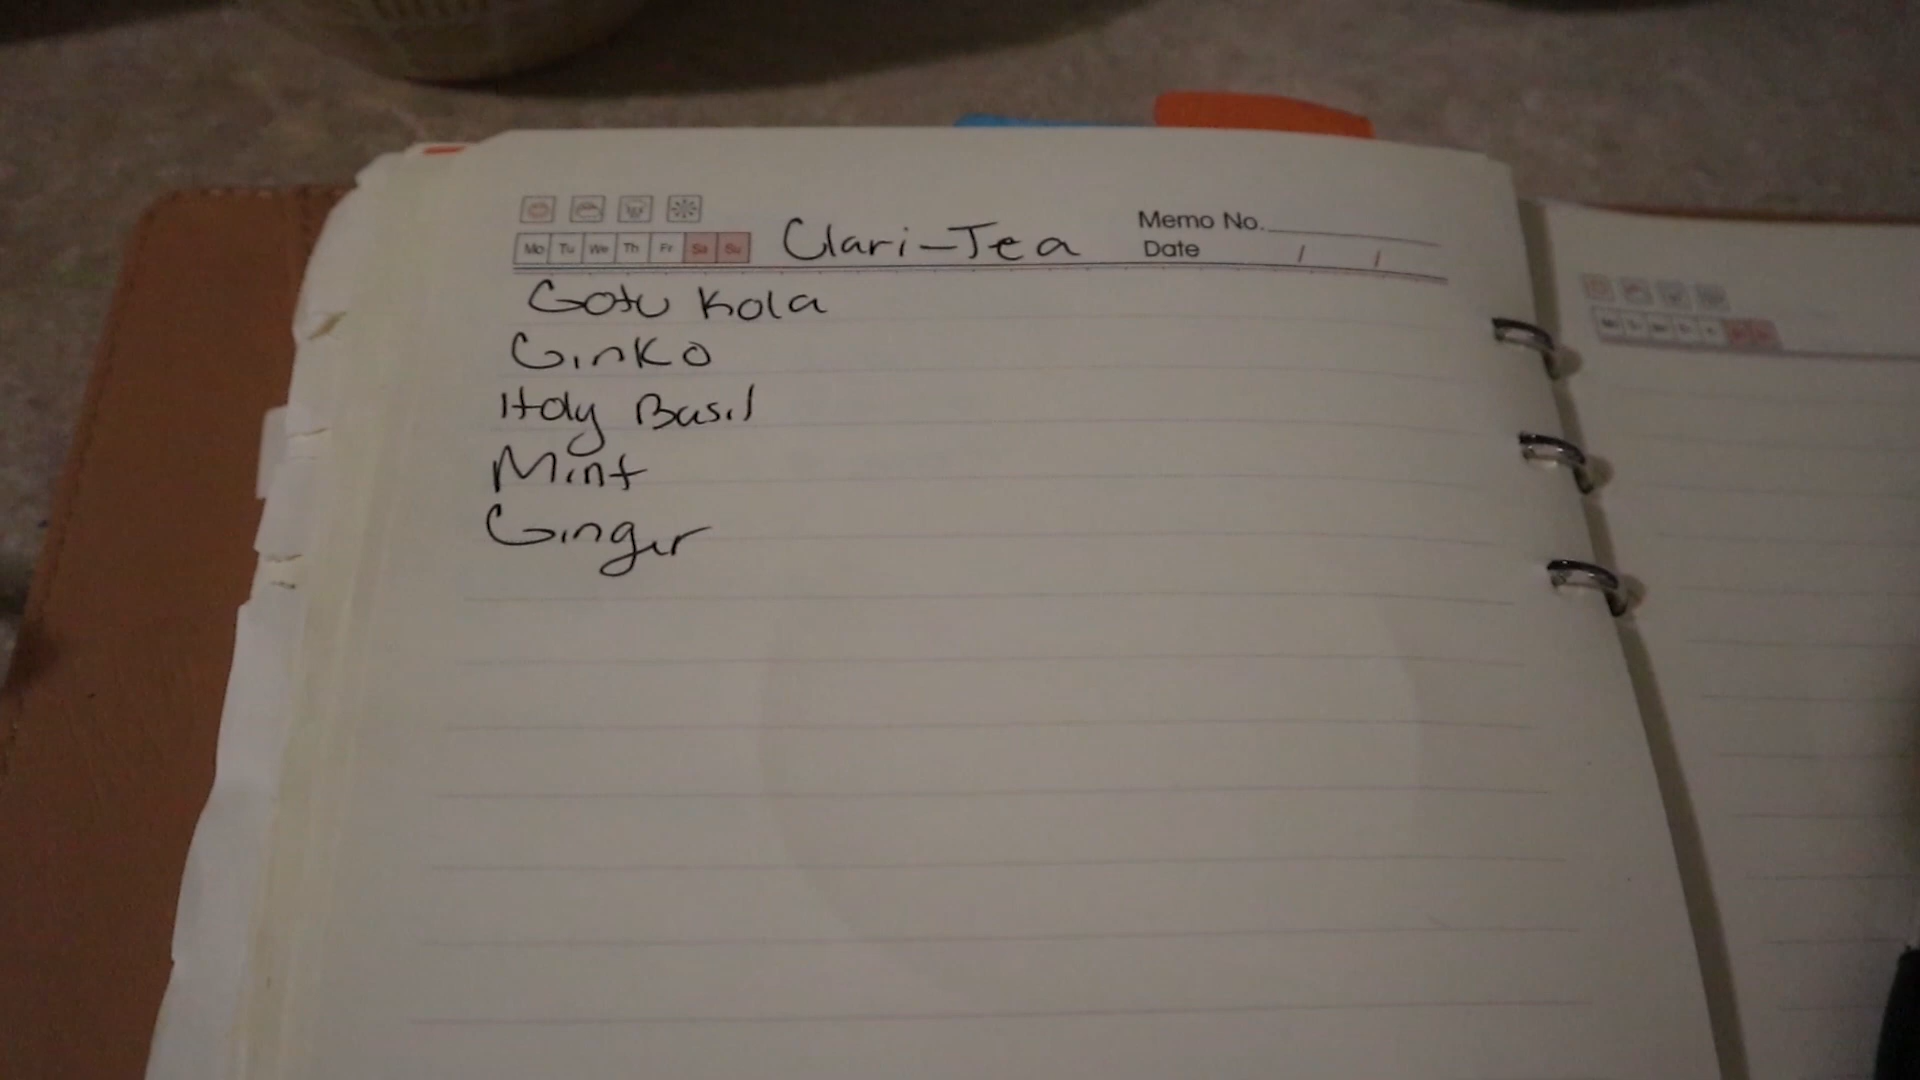 Clari-Tea
Memo No.
Mo Tu We Th Fr Sa Su
Date / /
Gotu Kola
Ginko
Holy Basil
Mint
Ginger